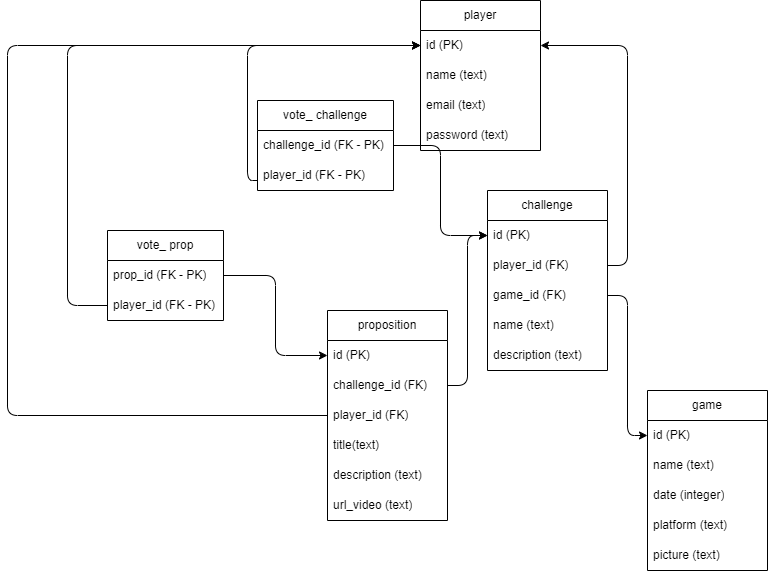 player
id (PK)
name (text)
email (text)
password (text)
vote_ challenge
challenge_id (FK - PK)
player_id (FK - PK)
challenge
id (PK)
player_id (FK)
game_id (FK)
name (text)
description (text)
vote_ prop
prop_id (FK - PK)
player_id (FK - PK)
proposition
id (PK)
challenge_id (FK)
player_id (FK)
title(text)
description (text)
url_video (text)
game
id (PK)
name (text)
date (integer)
platform (text)
picture (text)